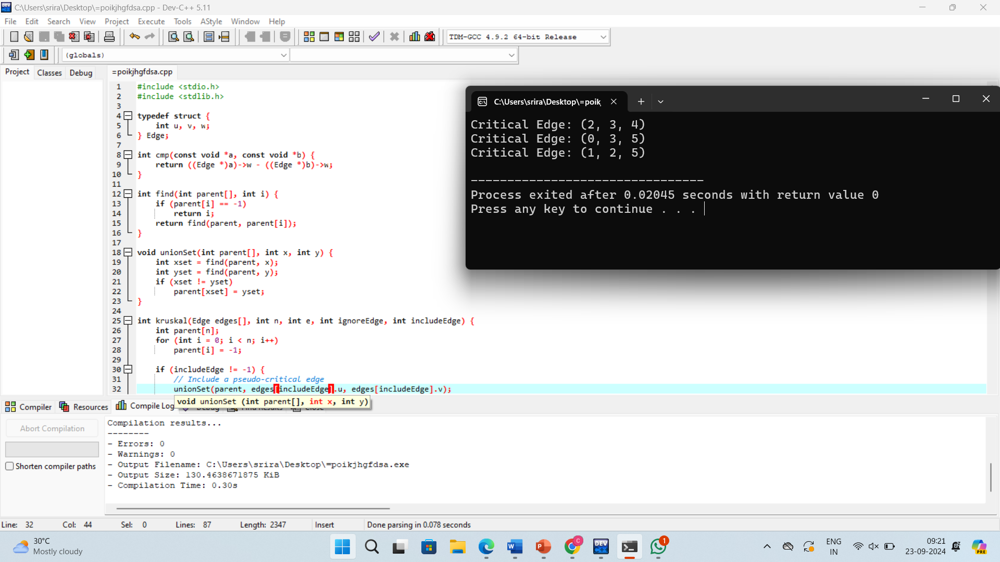 C:\Users\srira\Desktop\=poikjhgfdsa.cpp - Dev-C++ 5.11
File Edit Search View Project Execute Tools AStyle Window Help
TDM-GCC 4.9.2 64-bit Release
(globals)
Project Classes Debug
=poikjhgfdsa.cpp
1 #include <stdio.h>
2 #include <stdlib.h>
3
4 typedef struct {
5 int u, v, w;
6 } Edge;
7
8 int cmp(const void *a, const void *b) {
9 return ((Edge *)a)->w - ((Edge *)b)->w;
10 }
11
12 int find(int parent[], int i) {
13 if (parent[i] == -1)
14 return i;
15 return find(parent, parent[i]);
16 }
17
18 void unionSet(int parent[], int x, int y) {
19 int xset = find(parent, x);
20 int yset = find(parent, y);
21 if (xset != yset)
22 parent[xset] = yset;
23 }
24
25 int kruskal(Edge edges[], int n, int e, int ignoreEdge, int includeEdge) {
26 int parent[n];
27 for (int i = 0; i < n; i++)
28 parent[i] = -1;
29
30 if (includeEdge != -1) {
31 // Include a pseudo-critical edge
32 unionSet(parent, edges[includeEdge].u, edges[includeEdge].v);
void unionSet (int parent[], int x, int y)
C:\Users\srira\Desktop\=poik
Critical Edge: (2, 3, 4)
Critical Edge: (0, 3, 5)
Critical Edge: (1, 2, 5)
--------------------------------
Process exited after 0.02045 seconds with return value 0
Press any key to continue . . .
Compiler Resources Compile Log Debug Find Results Close
Abort Compilation
Shorten compiler paths
Compilation results...
--------
- Errors: 0
- Warnings: 0
- Output Filename: C:\Users\srira\Desktop\=poikjhgfdsa.exe
- Output Size: 130.4638671875 KiB
- Compilation Time: 0.30s
Line: 32 Col: 44 Sel: 0 Lines: 87 Length: 2347 Insert Done parsing in 0.078 seconds
30°C
Mostly cloudy
DEV C++
C
1
ENG
IN
09:21
23-09-2024
PRE